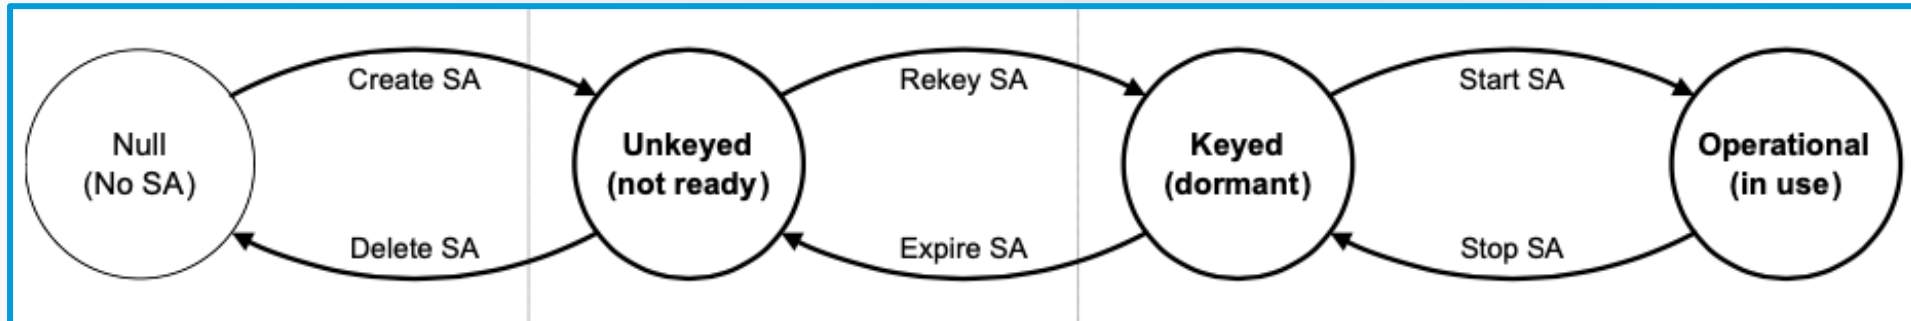 Create SA
Rekey SA
Start SA
Null
(No SA)
Unkeyed
(not ready)
Keyed
(dormant)
Operational
(in use)
Delete SA
Expire SA
Stop SA